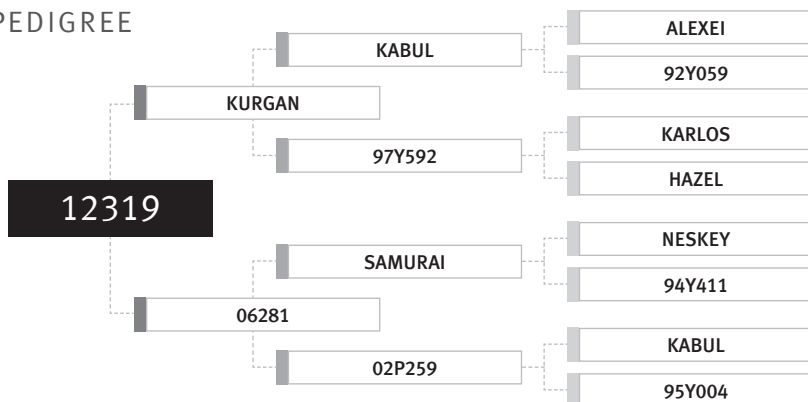 PEDIGREE
ALEXEI
KABUL
92Y059
KURGAN
KARLOS
97Y592
HAZEL
12319
NESKEY
SAMURAI
94Y411
06281
KABUL
02P259
95Y004